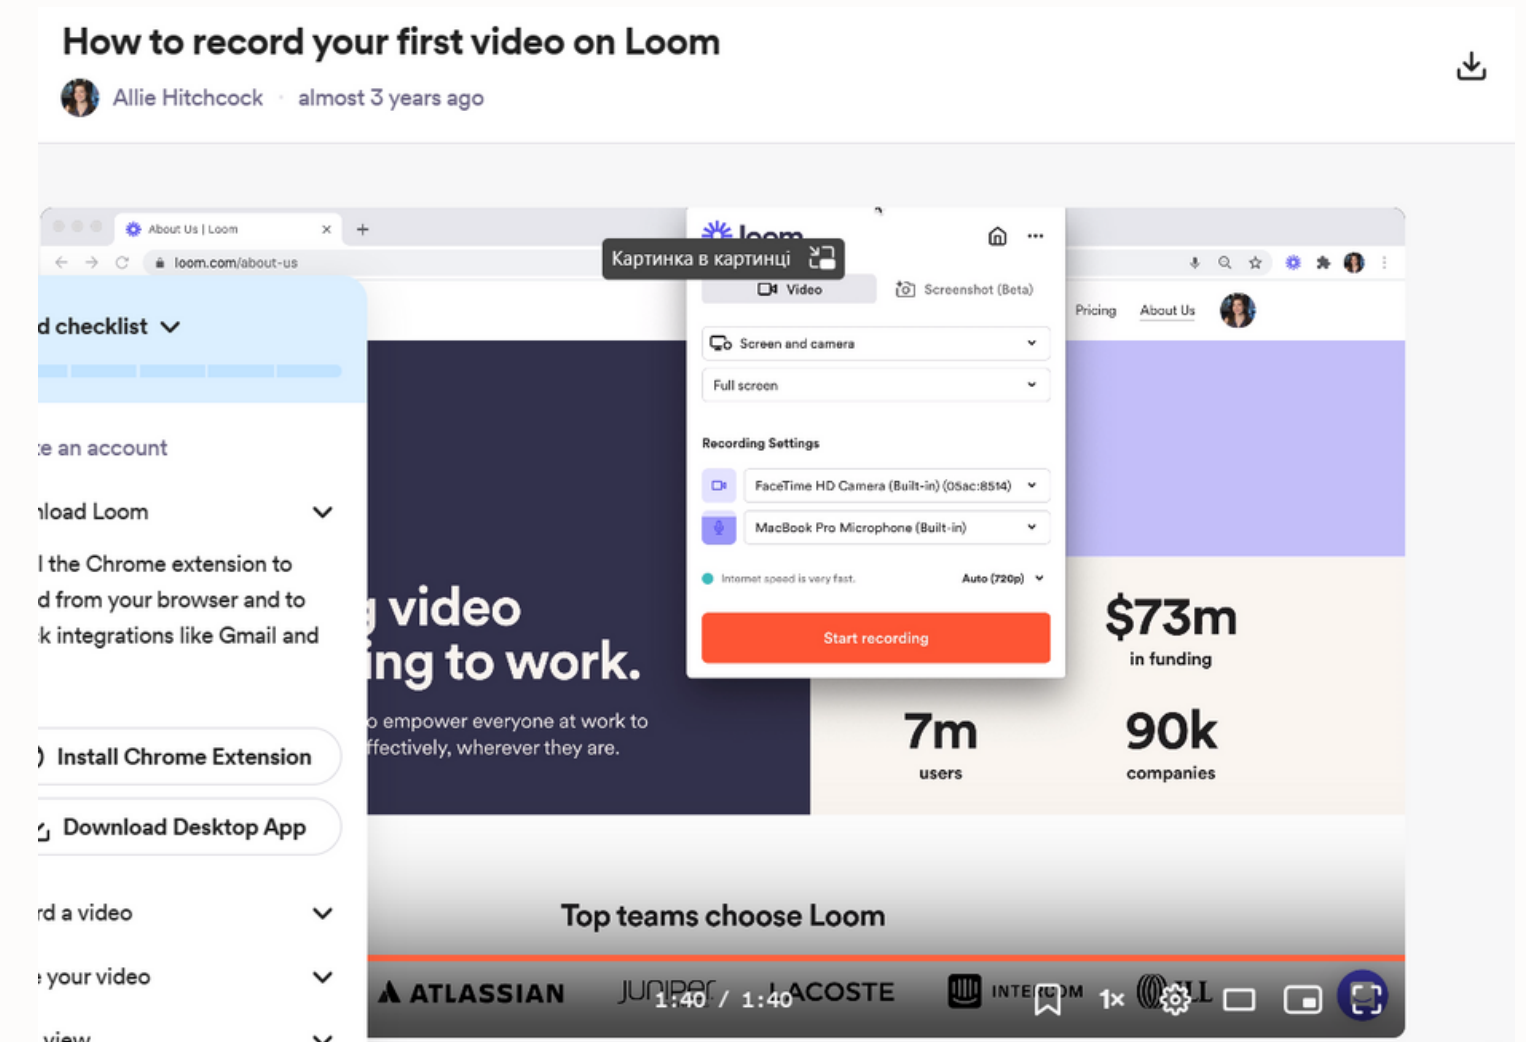 How to record your first video on Loom
Allie Hitchcock · almost 3 years ago
About Us | Loom
loom.com/about-us
loom
Картинка в картинці
Video
Screenshot (Beta)
Pricing
About Us
d checklist
Screen and camera
Full screen
Recording Settings
e an account
FaceTime HD Camera (Built-in) (05ac:8514)
load Loom
MacBook Pro Microphone (Built-in)
l the Chrome extension to
d from your browser and to
k integrations like Gmail and
Internet speed is very fast.
Auto (720p)
Start recording
g video
ing to work.
o empower everyone at work to
ffectively, wherever they are.
$73m
in funding
7m
users
90k
companies
Install Chrome Extension
Download Desktop App
rd a video
your video
view
Top teams choose Loom
ATLASSIAN
JUNIPER
LACOSTE
INTERCOM
1:40 / 1:40
1×